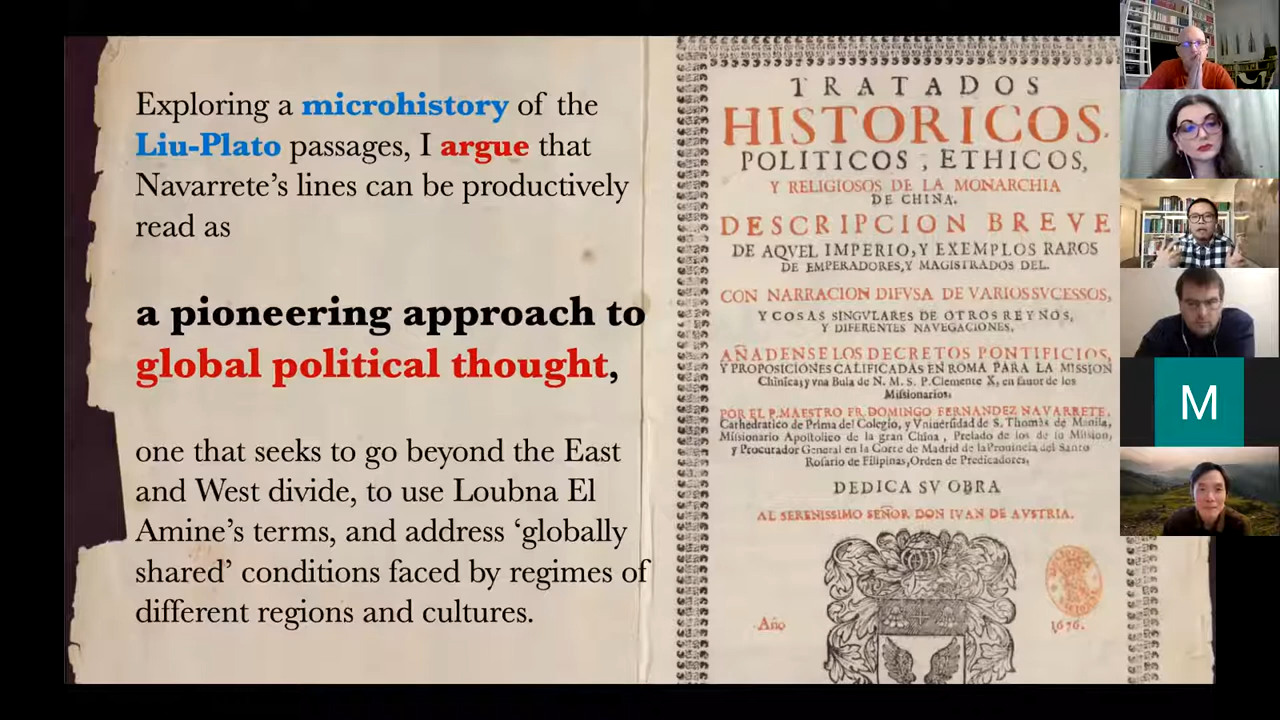 Exploring a microhistory of the
Liu-Plato passages, I argue that
Navarrete’s lines can be productively
read as
a pioneering approach to
global political thought,
one that seeks to go beyond the East
and West divide, to use Loubna El
Amine’s terms, and address ‘globally
shared’ conditions faced by regimes of
different regions and cultures.
TRATADOS
HISTORICOS,
POLITICOS, ETHICOS,
Y RELIGIOSOS DE LA MONARCHIA
DE CHINA.
DESCRIPCION BREVE
DE AQVEL IMPERIO, Y EXEMPLOS RAROS
DE EMPERADORES, Y MAGISTRADOS DEL.
CON NARRACION DIFVSA DE VARIOS SVCESSOS,
Y COSAS SINGVLARES DE OTROS REYNOS,
Y DIFERENTES NAVEGACIONES.
AÑADENSE LOS DECRETOS PONTIFICIOS,
Y PROPOSICIONES CALIFICADAS EN ROMA PARA LA MISSION
Chinica; y vna Bula de N. M. S. P. Clemente X, en fauor de los
Missionarios.
POR EL P. MAESTRO FR. DOMINGO FERNANDEZ NAVARRETE,
Cathedratico de Prima del Colegio, y Vniuersidad de S. Thomàs de Manila,
Missionario Apostolico de la gran China, Prelado de los de su Mission,
y Procurador General en la Corte de Madrid de la Prouincia del Santo
Rosario de Filipinas, Orden de Predicadores.
DEDICA SV OBRA
AL SERENISSIMO SEÑOR DON IVAN DE AVSTRIA.
Año
1676.
M